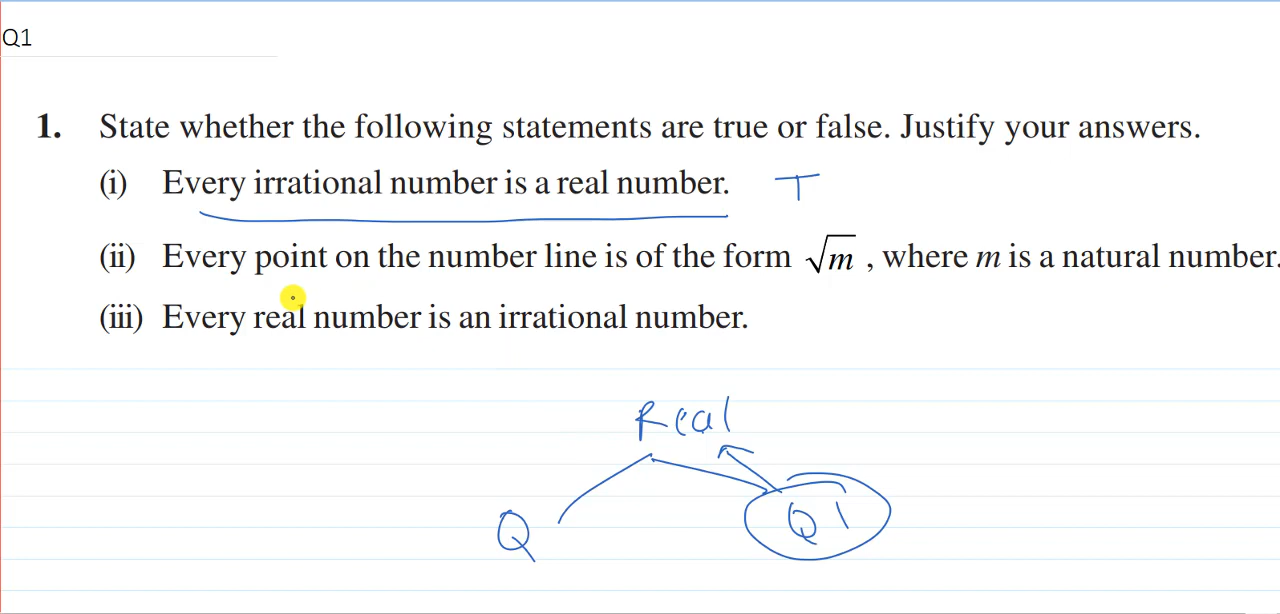 Q1
1. State whether the following statements are true or false. Justify your answers.
(i) Every irrational number is a real number. T
(ii) Every point on the number line is of the form √m , where m is a natural number.
(iii) Every real number is an irrational number.
Real
Q Q1